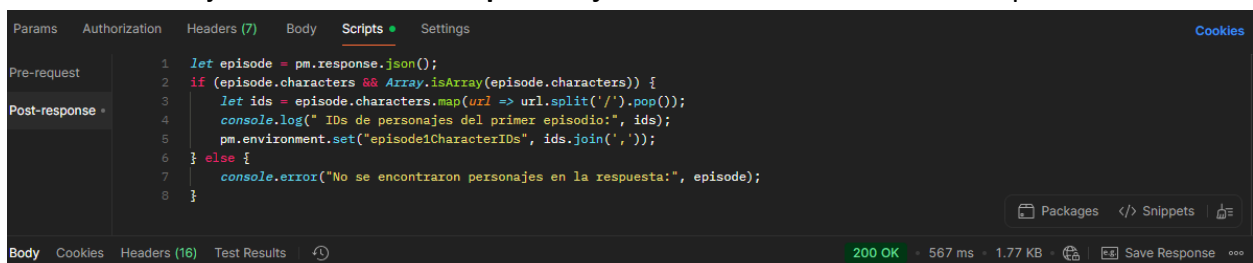 Params Authorization Headers (7) Body Scripts Settings Cookies
Pre-request
Post-response
1 let episode = pm.response.json();
2 if (episode.characters && Array.isArray(episode.characters)) {
3 let ids = episode.characters.map(url => url.split('/').pop());
4 console.log(" IDs de personajes del primer episodio:", ids);
5 pm.environment.set("episode1CharacterIDs", ids.join(','));
6 } else {
7 console.error("No se encontraron personajes en la respuesta:", episode);
8 }
Packages </> Snippets
Body Cookies Headers (16) Test Results 200 OK 567 ms 1.77 KB e.g. Save Response